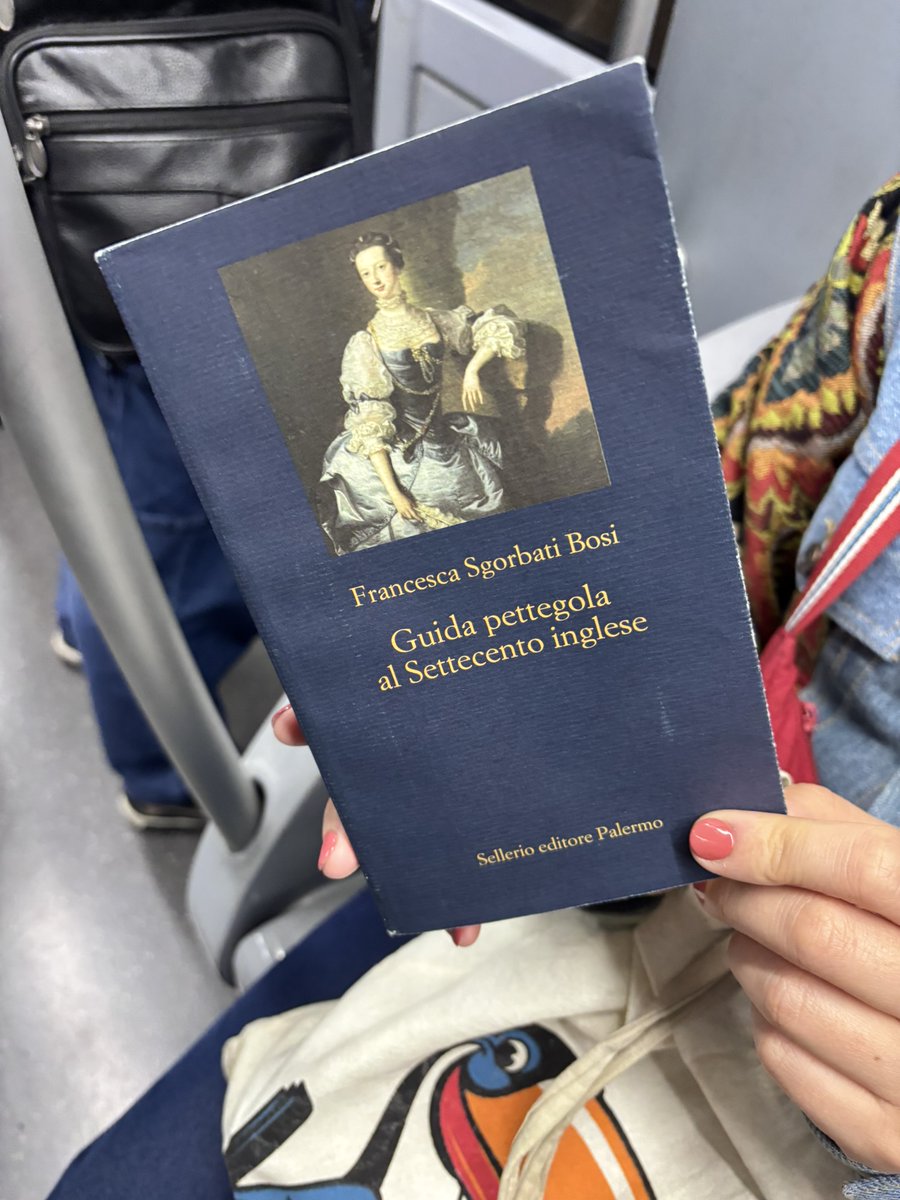 Francesca Sgorbati Bosi
Guida pettegola
al Settecento inglese
Sellerio editore Palermo